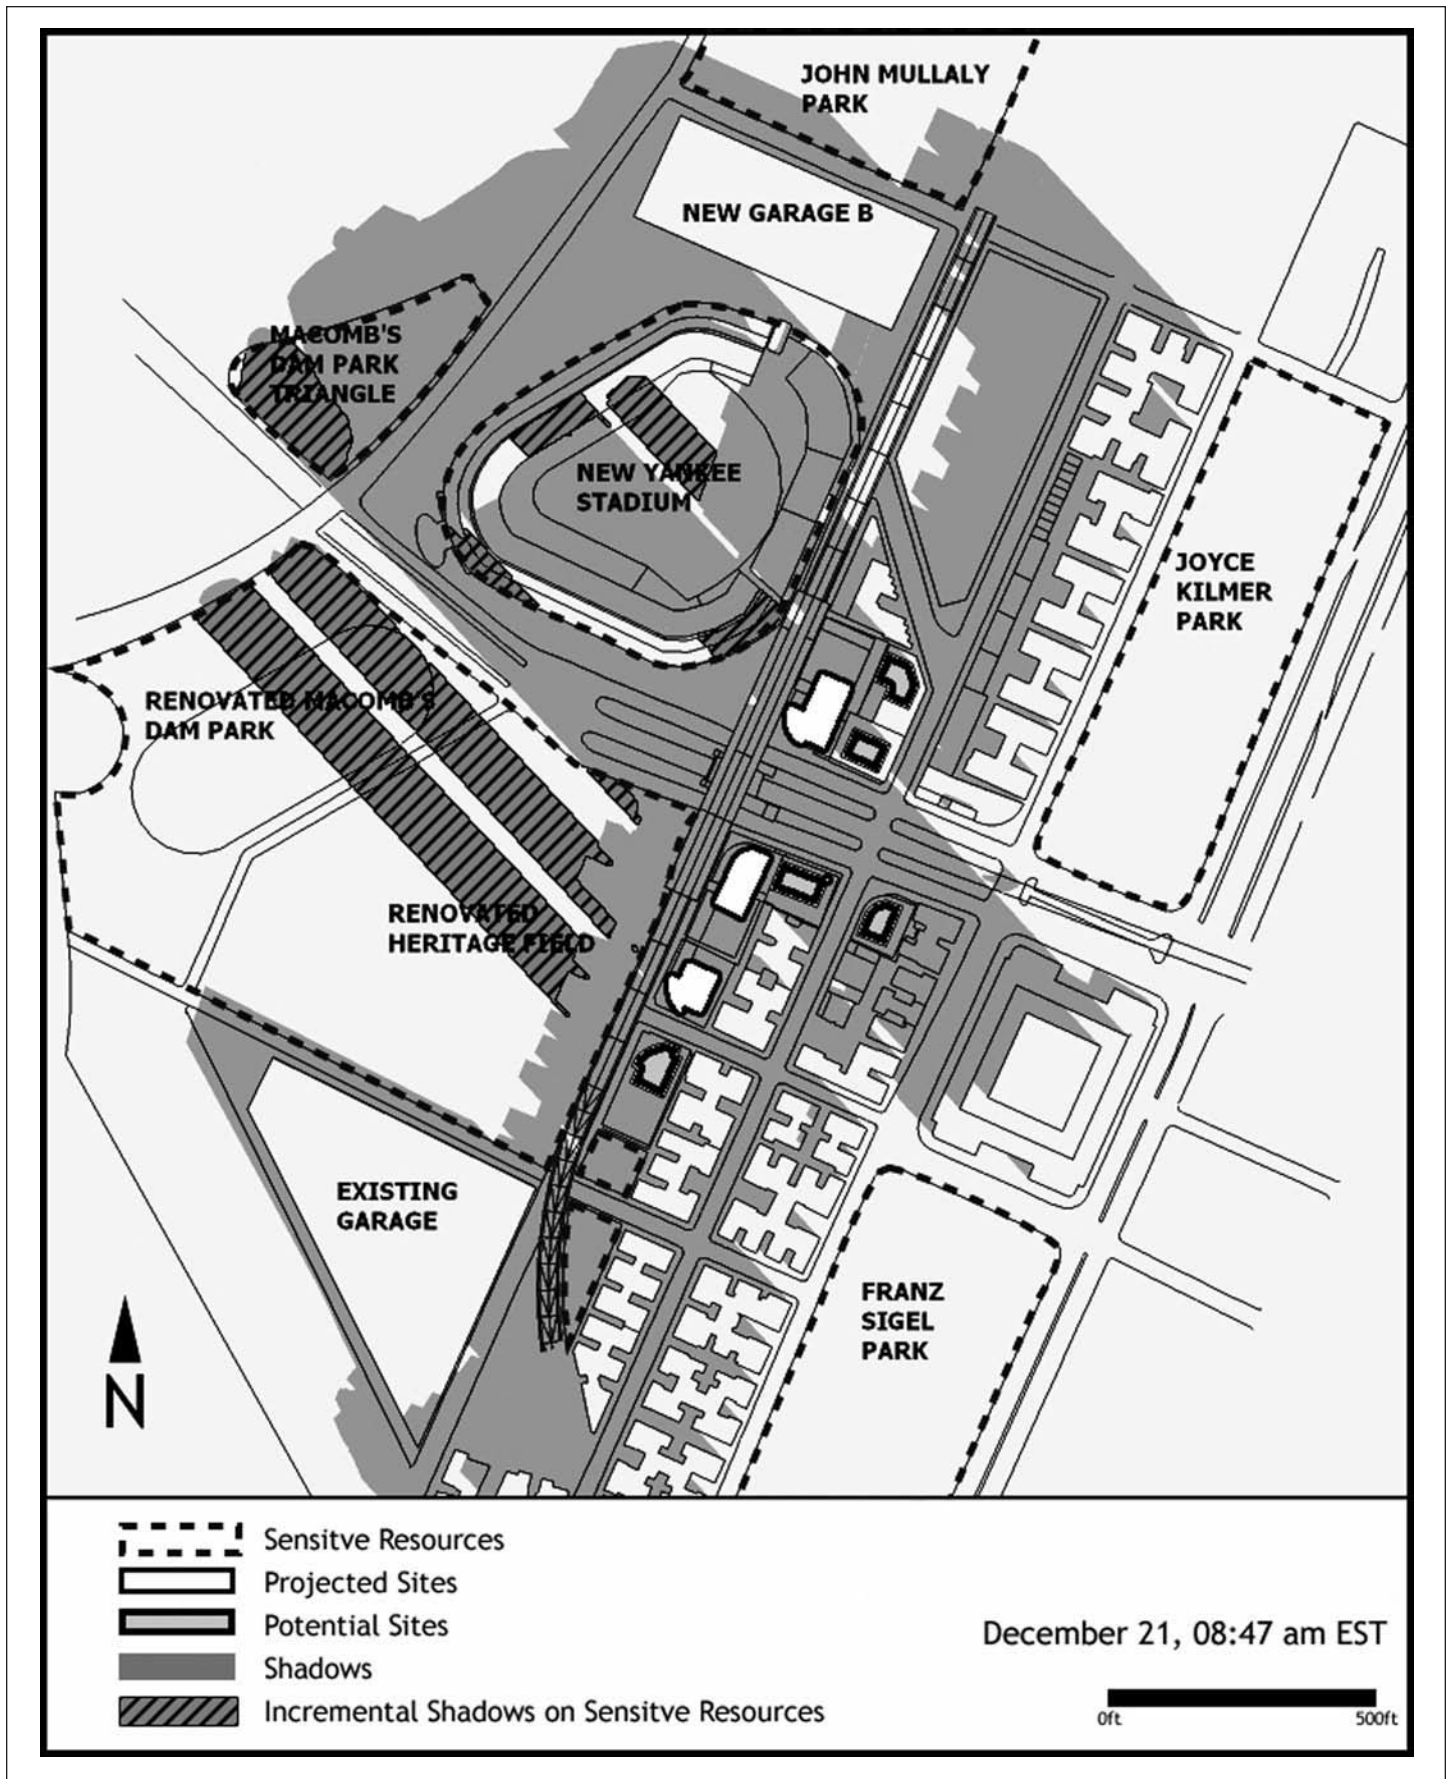 JOHN MULLALY
PARK
NEW GARAGE B
MACOMB'S
DAM PARK
TRIANGLE
NEW YANKEE
STADIUM
JOYCE
KILMER
PARK
RENOVATED MACOMB'S
DAM PARK
RENOVATED
HERITAGE FIELD
EXISTING
GARAGE
FRANZ
SIGEL
PARK
N
Sensitve Resources
Projected Sites
Potential Sites
Shadows
Incremental Shadows on Sensitve Resources
December 21, 08:47 am EST
0ft
500ft